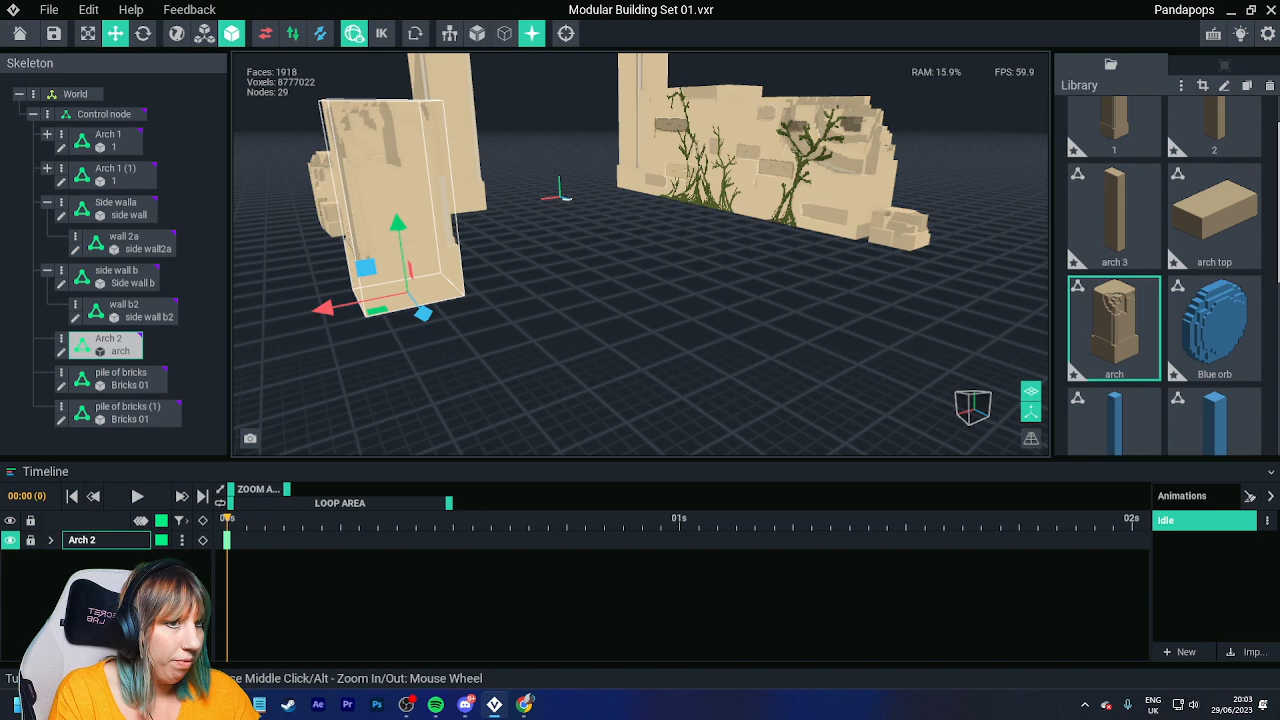 File Edit Help Feedback
Modular Building Set 01.vxr
Pandapops
IK
Skeleton
World
Control node
Arch 1
1
Arch 1 (1)
1
Side walla
side wall
wall 2a
side wall2a
side wall b
Side wall b
wall b2
side wall b2
Arch 2
arch
pile of bricks
Bricks 01
pile of bricks (1)
Bricks 01
Faces: 1918
Voxels: 8777022
Nodes: 29
RAM: 15.9%
FPS: 59.9
Library
1
2
arch 3
arch top
arch
Blue orb
Timeline
00:00 (0)
ZOOM A...
LOOP AREA
01s
02s
Arch 2
Animations
Idle
New
Imp...
se Middle Click/Alt - Zoom In/Out: Mouse Wheel
Ae
Pr
Ps
ENG
UK
20:03
29/06/2023